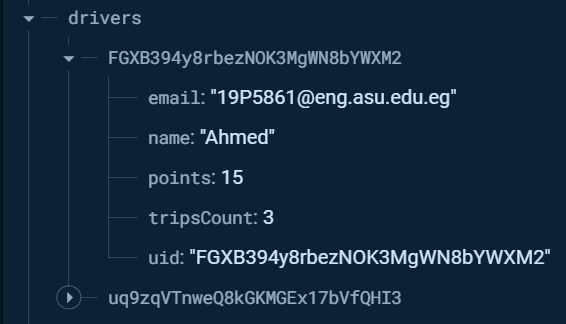 drivers
FGXB394y8rbezNOK3MgWN8bYWXM2
email: "19P5861@eng.asu.edu.eg"
name: "Ahmed"
points: 15
tripsCount: 3
uid: "FGXB394y8rbezNOK3MgWN8bYWXM2"
uq9zqVTnweQ8kGKMGEx17bVfQHI3